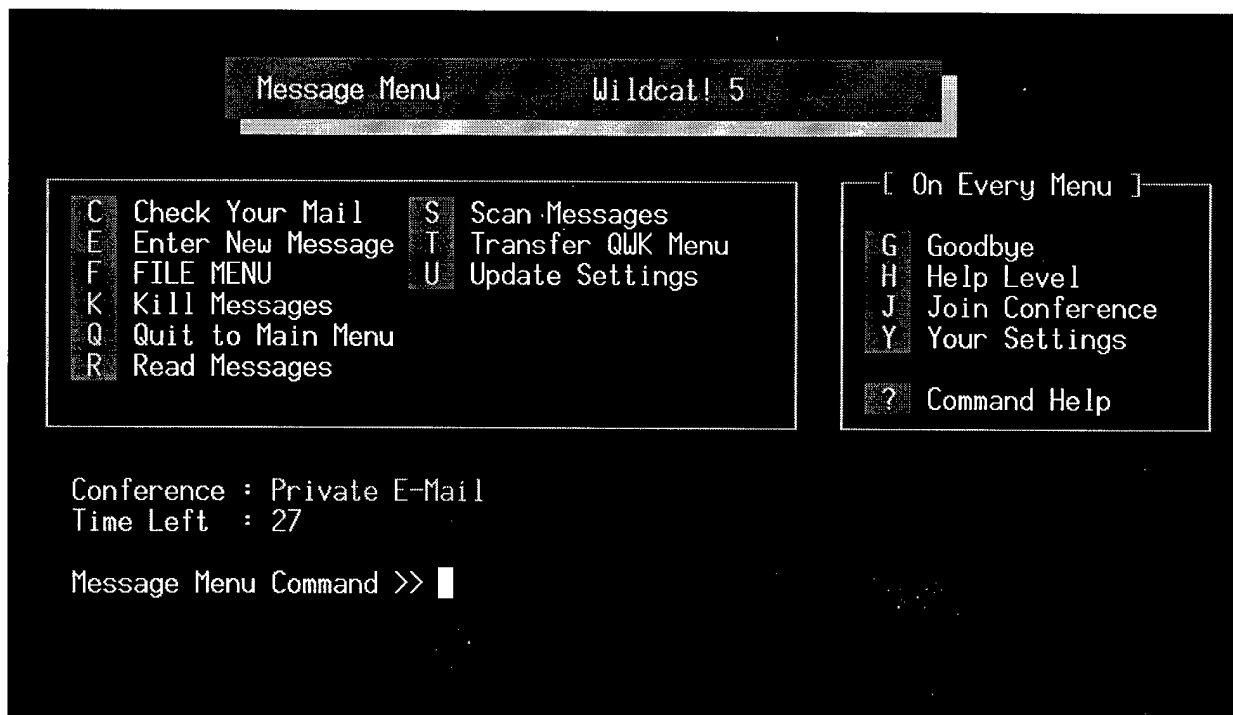 Message Menu Wildcat! 5
C Check Your Mail S Scan Messages
E Enter New Message T Transfer QWK Menu
F FILE MENU U Update Settings
K Kill Messages
Q Quit to Main Menu
R Read Messages
[ On Every Menu ]
G Goodbye
H Help Level
J Join Conference
Y Your Settings
? Command Help
Conference : Private E-Mail
Time Left : 27
Message Menu Command >>